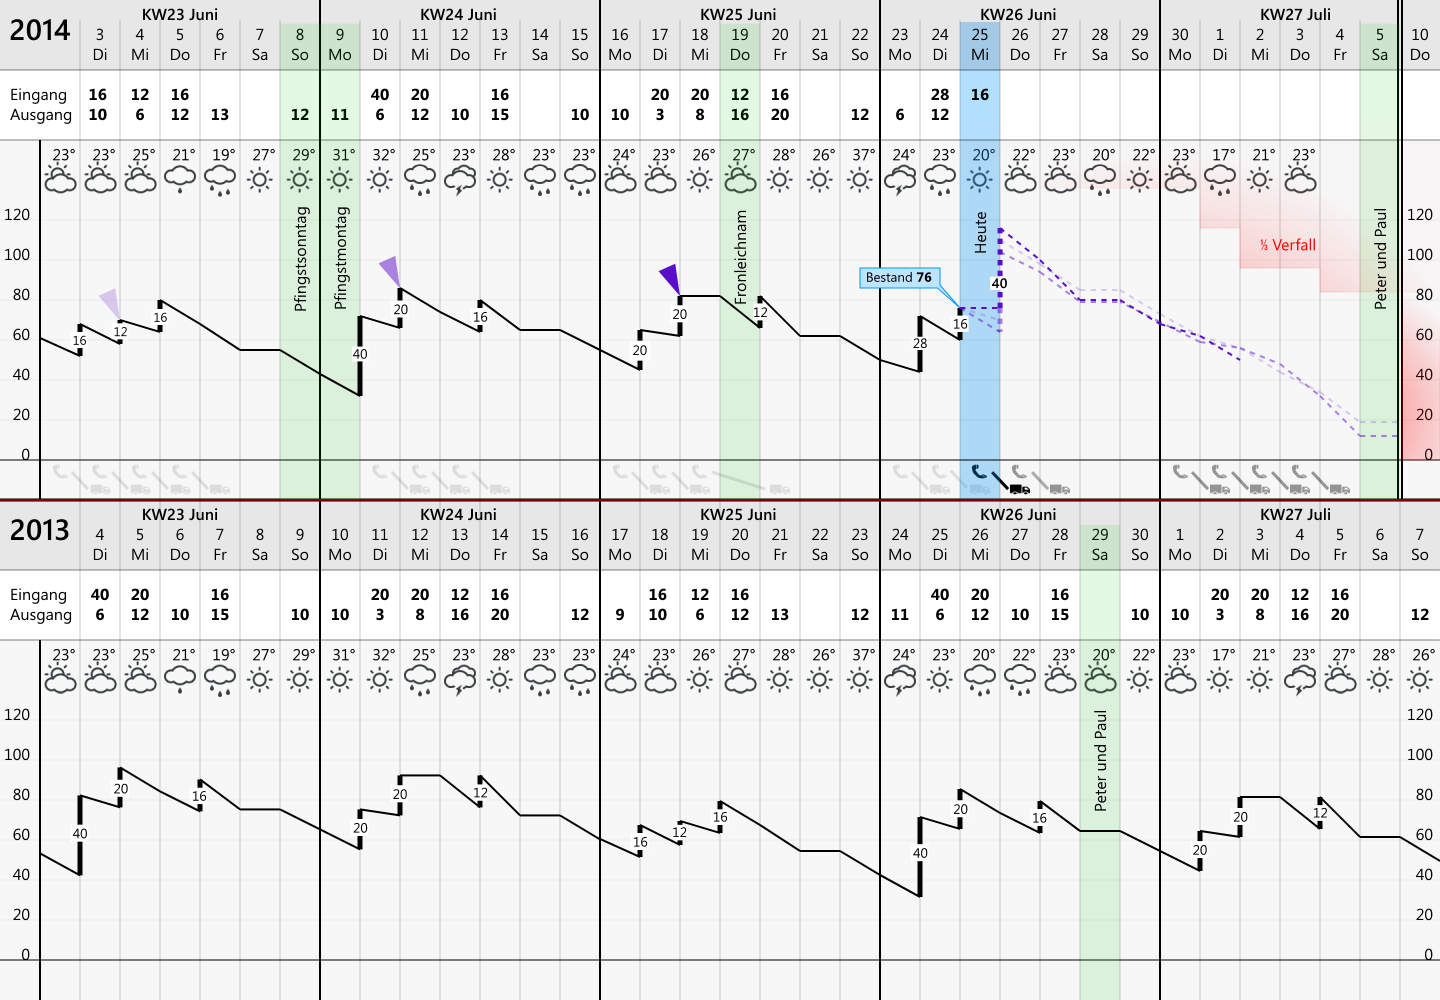 KW23 Juni KW24 Juni KW25 Juni KW26 Juni KW27 Juli
2014
3 4 5 6 7 8 9 10 11 12 13 14 15 16 17 18 19 20 21 22 23 24 25 26 27 28 29 30 1 2 3 4 5 10
Di Mi Do Fr Sa So Mo Di Mi Do Fr Sa So Mo Di Mi Do Fr Sa So Mo Di Mi Do Fr Sa So Mo Di Mi Do Fr Sa Do
Eingang 16 12 16 40 20 16 20 20 12 16 28 16
Ausgang 10 6 12 13 12 11 6 12 10 15 10 10 3 8 16 20 12 6 12
23° 23° 25° 21° 19° 27° 29° 31° 32° 25° 23° 28° 23° 23° 24° 23° 26° 27° 28° 26° 37° 24° 23° 20° 22° 23° 20° 22° 23° 17° 21° 23°
Pfingstsonntag
Pfingstmontag
Fronleichnam
Heute
Peter und Paul
120 120
100 100
80 80
60 60
40 40
20 20
0 0
⅓ Verfall
Bestand 76
16 12 16 40 20 16 20 20 12 28 16 40
KW23 Juni KW24 Juni KW25 Juni KW26 Juni KW27 Juli
2013
4 5 6 7 8 9 10 11 12 13 14 15 16 17 18 19 20 21 22 23 24 25 26 27 28 29 30 1 2 3 4 5 6 7
Di Mi Do Fr Sa So Mo Di Mi Do Fr Sa So Mo Di Mi Do Fr Sa So Mo Di Mi Do Fr Sa So Mo Di Mi Do Fr Sa So
Eingang 40 20 16 20 20 12 16 16 12 16 40 20 16 20 20 12 16
Ausgang 6 12 10 15 10 10 3 8 16 20 12 9 10 6 12 13 12 11 6 12 10 15 10 10 3 8 16 20 12
23° 23° 25° 21° 19° 27° 29° 31° 32° 25° 23° 28° 23° 23° 24° 23° 26° 27° 28° 26° 37° 24° 23° 20° 22° 23° 20° 22° 23° 17° 21° 23° 27° 28° 26°
Peter und Paul
120 120
100 100
80 80
60 60
40 40
20 20
0 0
40 20 16 20 20 12 16 12 16 40 20 16 20 20 12